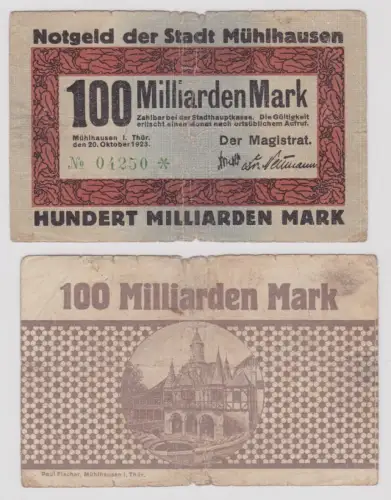 Notgeld der Stadt Mühlhausen
100 Milliarden Mark
Zahlbar bei der Stadthauptkasse. Die Gültigkeit
erlischt einen Monat nach ortsüblichem Aufruf.
Mühlhausen i. Thür.
den 20. Oktober 1923.
Der Magistrat.
No 04250 *
HUNDERT MILLIARDEN MARK
100 Milliarden Mark
Paul Fischer, Mühlhausen i. Thür.